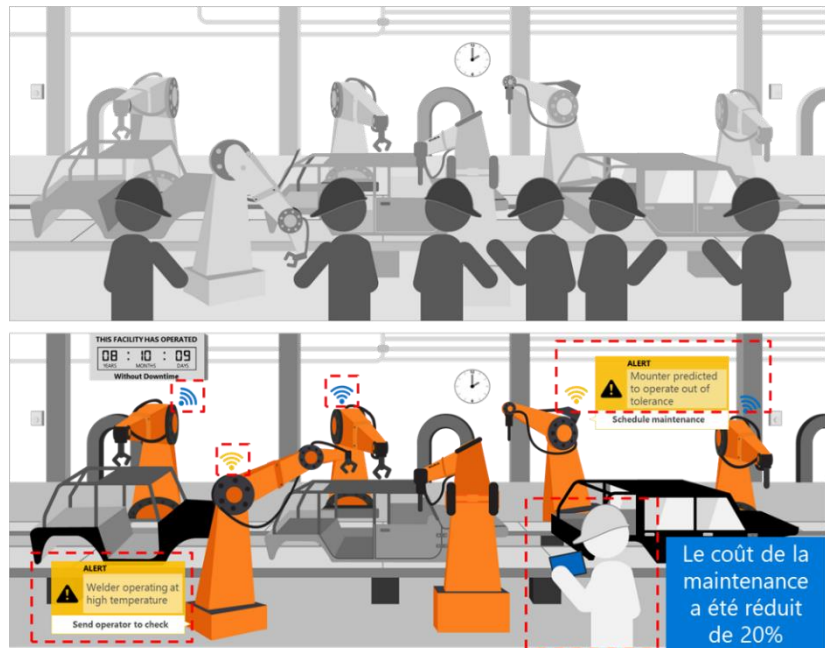 THIS FACILITY HAS OPERATED
08 : 10 : 09
YEARS MONTHS DAYS
Without Downtime
ALERT
Mounter predicted
to operate out of
tolerance
Schedule maintenance
ALERT
Welder operating at
high temperature
Send operator to check
Le coût de la
maintenance
a été réduit
de 20%